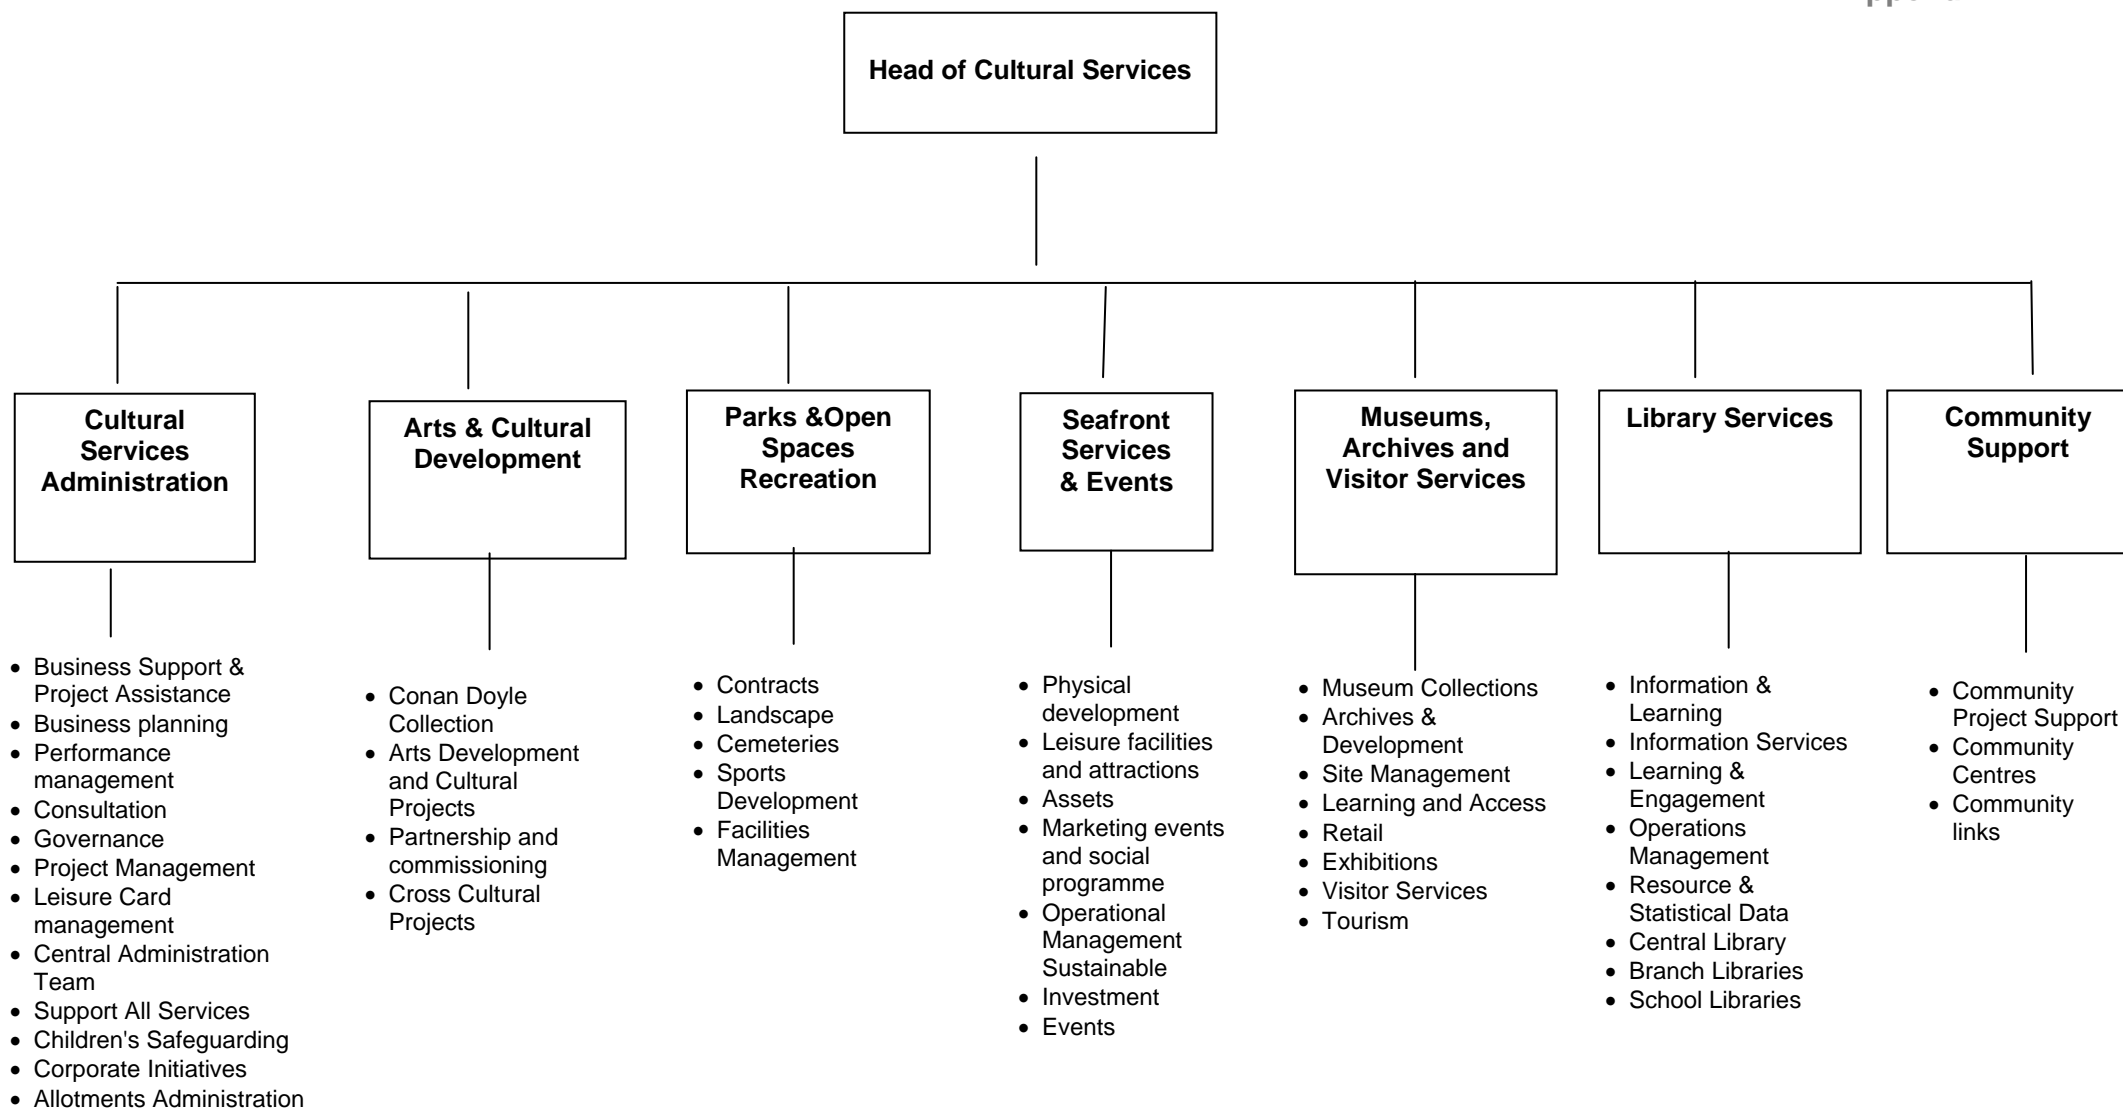 Head of Cultural Services
Cultural
Services
Administration
Arts & Cultural
Development
Parks &Open
Spaces
Recreation
Seafront
Services
& Events
Museums,
Archives and
Visitor Services
Library Services
Community
Support
• Business Support &
Project Assistance
• Business planning
• Performance
management
• Consultation
• Governance
• Project Management
• Leisure Card
management
• Central Administration
Team
• Support All Services
• Children's Safeguarding
• Corporate Initiatives
• Allotments Administration
• Conan Doyle
Collection
• Arts Development
and Cultural
Projects
• Partnership and
commissioning
• Cross Cultural
Projects
• Contracts
• Landscape
• Cemeteries
• Sports
Development
• Facilities
Management
• Physical
development
• Leisure facilities
and attractions
• Assets
• Marketing events
and social
programme
• Operational
Management
Sustainable
• Investment
• Events
• Museum Collections
• Archives &
Development
• Site Management
• Learning and Access
• Retail
• Exhibitions
• Visitor Services
• Tourism
• Information &
Learning
• Information Services
• Learning &
Engagement
• Operations
Management
• Resource &
Statistical Data
• Central Library
• Branch Libraries
• School Libraries
• Community
Project Support
• Community
Centres
• Community
links